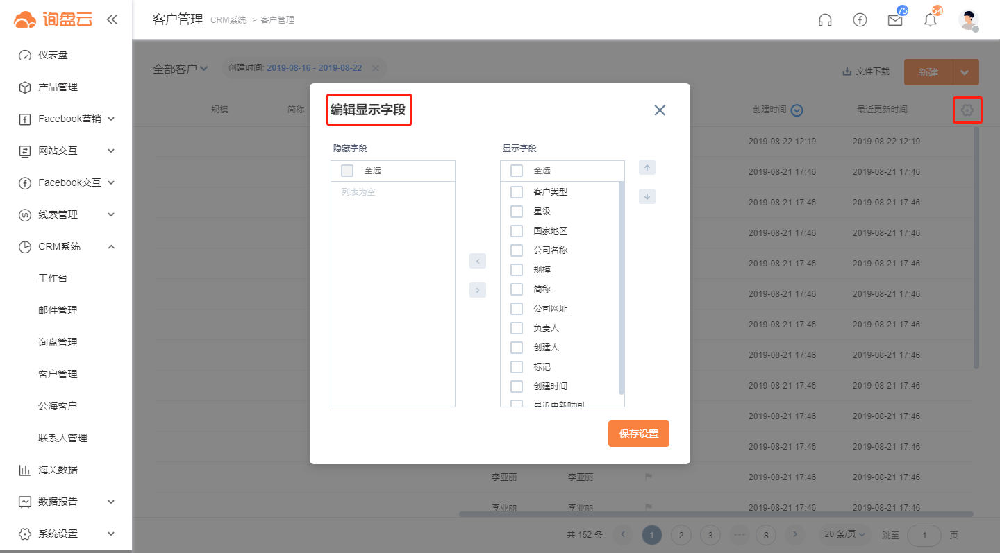 询盘云
客户管理 CRM系统 > 客户管理
75
54
仪表盘
产品管理
Facebook营销
网站交互
Facebook交互
线索管理
CRM系统
工作台
邮件管理
询盘管理
客户管理
公海客户
联系人管理
海关数据
数据报告
系统设置
全部客户 创建时间: 2019-08-16 - 2019-08-22
文件下载 新建
规模 简称 创建时间 最近更新时间
编辑显示字段
隐藏字段
全选
列表为空
显示字段
全选
客户类型
星级
国家地区
公司名称
规模
简称
公司网址
负责人
创建人
标记
创建时间
最近更新时间
保存设置
2019-08-22 12:19 2019-08-22 12:19
2019-08-21 17:46 2019-08-21 17:46
2019-08-21 17:46 2019-08-21 17:46
2019-08-21 17:46 2019-08-21 17:46
2019-08-21 17:46 2019-08-21 17:46
2019-08-21 17:46 2019-08-21 17:46
2019-08-21 17:46 2019-08-21 17:46
2019-08-21 17:46 2019-08-21 17:46
2019-08-21 17:46 2019-08-21 17:46
2019-08-21 17:46 2019-08-21 17:46
2019-08-21 17:46 2019-08-21 17:46
李亚丽 李亚丽 2019-08-21 17:46 2019-08-21 17:46
李亚丽 李亚丽 2019-08-21 17:46 2019-08-21 17:46
共 152 条 < 1 2 3 ••• 8 > 20 条/页 跳至 1 页